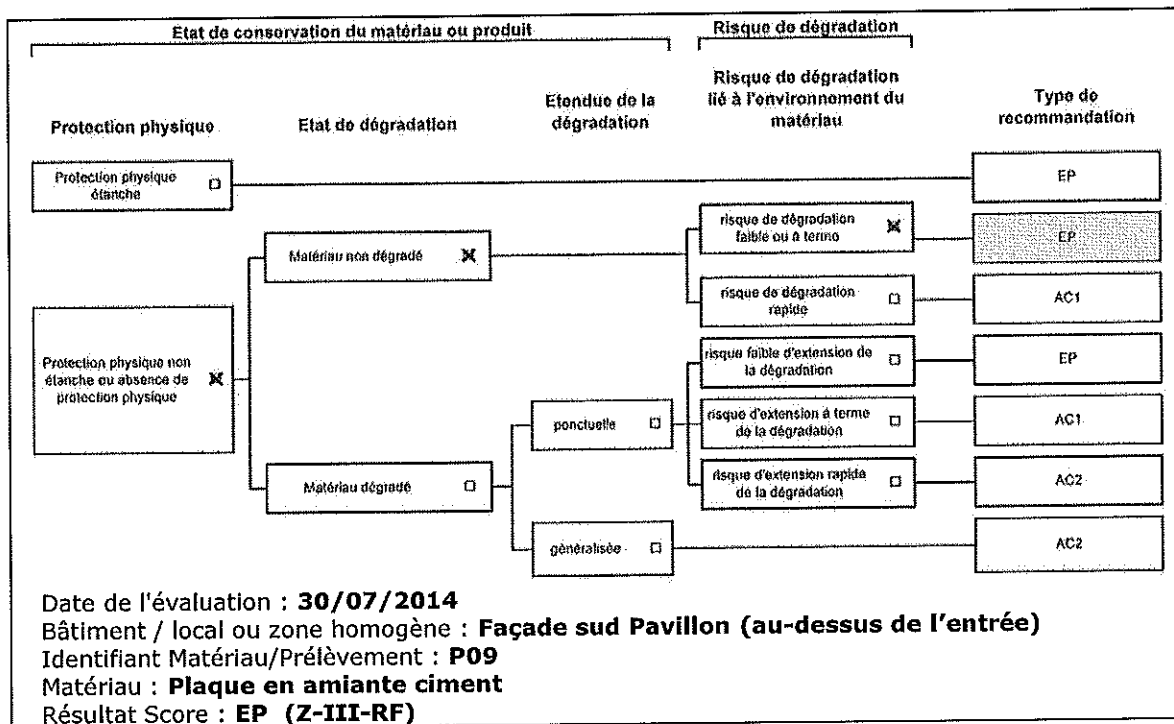 Etat de conservation du matériau ou produit
Risque de dégradation
Protection physique
Etat de dégradation
Etendue de la
dégradation
Risque de dégradation
lié à l'environnement du
matériau
Type de
recommandation
Protection physique
étanche
EP
risque de dégradation
faible ou à terme
EP
Matériau non dégradé
risque de dégradation
rapide
AC1
Protection physique non
étanche ou absence de
protection physique
risque faible d'extension de
la dégradation
EP
ponctuelle
risque d'extension à terme
de la dégradation
AC1
Matériau dégradé
risque d'extension rapide
de la dégradation
AC2
généralisée
AC2
Date de l'évaluation : 30/07/2014
Bâtiment / local ou zone homogène : Façade sud Pavillon (au-dessus de l'entrée)
Identifiant Matériau/Prélèvement : P09
Matériau : Plaque en amiante ciment
Résultat Score : EP (Z-III-RF)